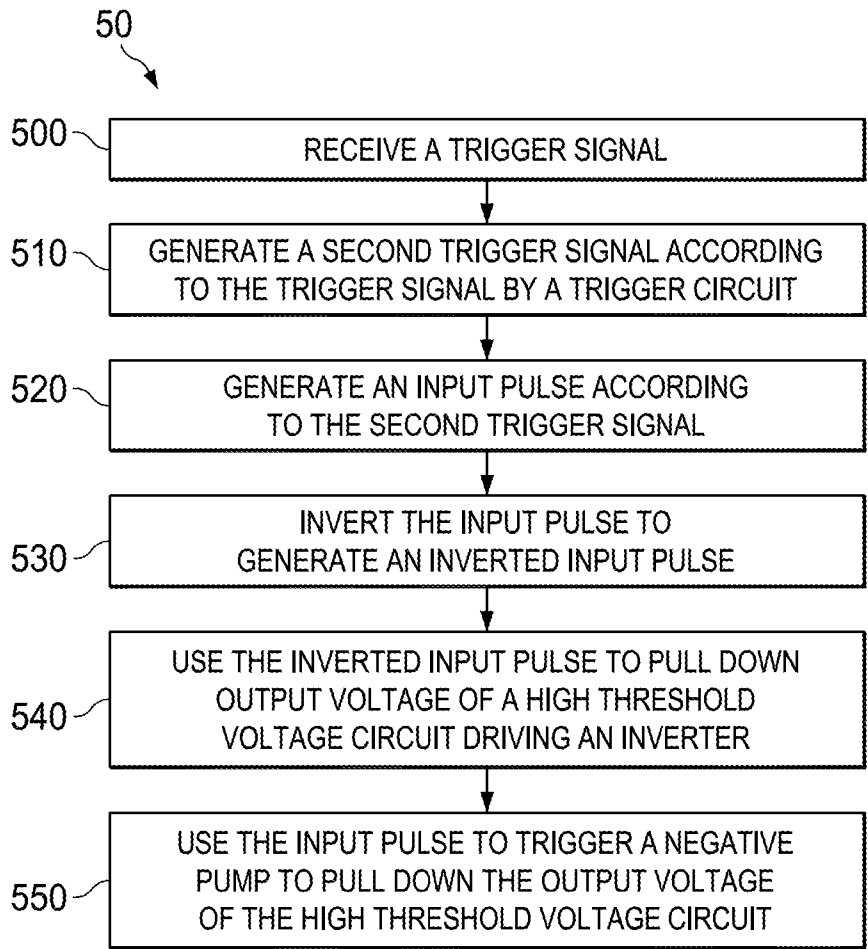 50
500
RECEIVE A TRIGGER SIGNAL
510
GENERATE A SECOND TRIGGER SIGNAL ACCORDING
TO THE TRIGGER SIGNAL BY A TRIGGER CIRCUIT
520
GENERATE AN INPUT PULSE ACCORDING
TO THE SECOND TRIGGER SIGNAL
530
INVERT THE INPUT PULSE TO
GENERATE AN INVERTED INPUT PULSE
540
USE THE INVERTED INPUT PULSE TO PULL DOWN
OUTPUT VOLTAGE OF A HIGH THRESHOLD
VOLTAGE CIRCUIT DRIVING AN INVERTER
550
USE THE INPUT PULSE TO TRIGGER A NEGATIVE
PUMP TO PULL DOWN THE OUTPUT VOLTAGE
OF THE HIGH THRESHOLD VOLTAGE CIRCUIT